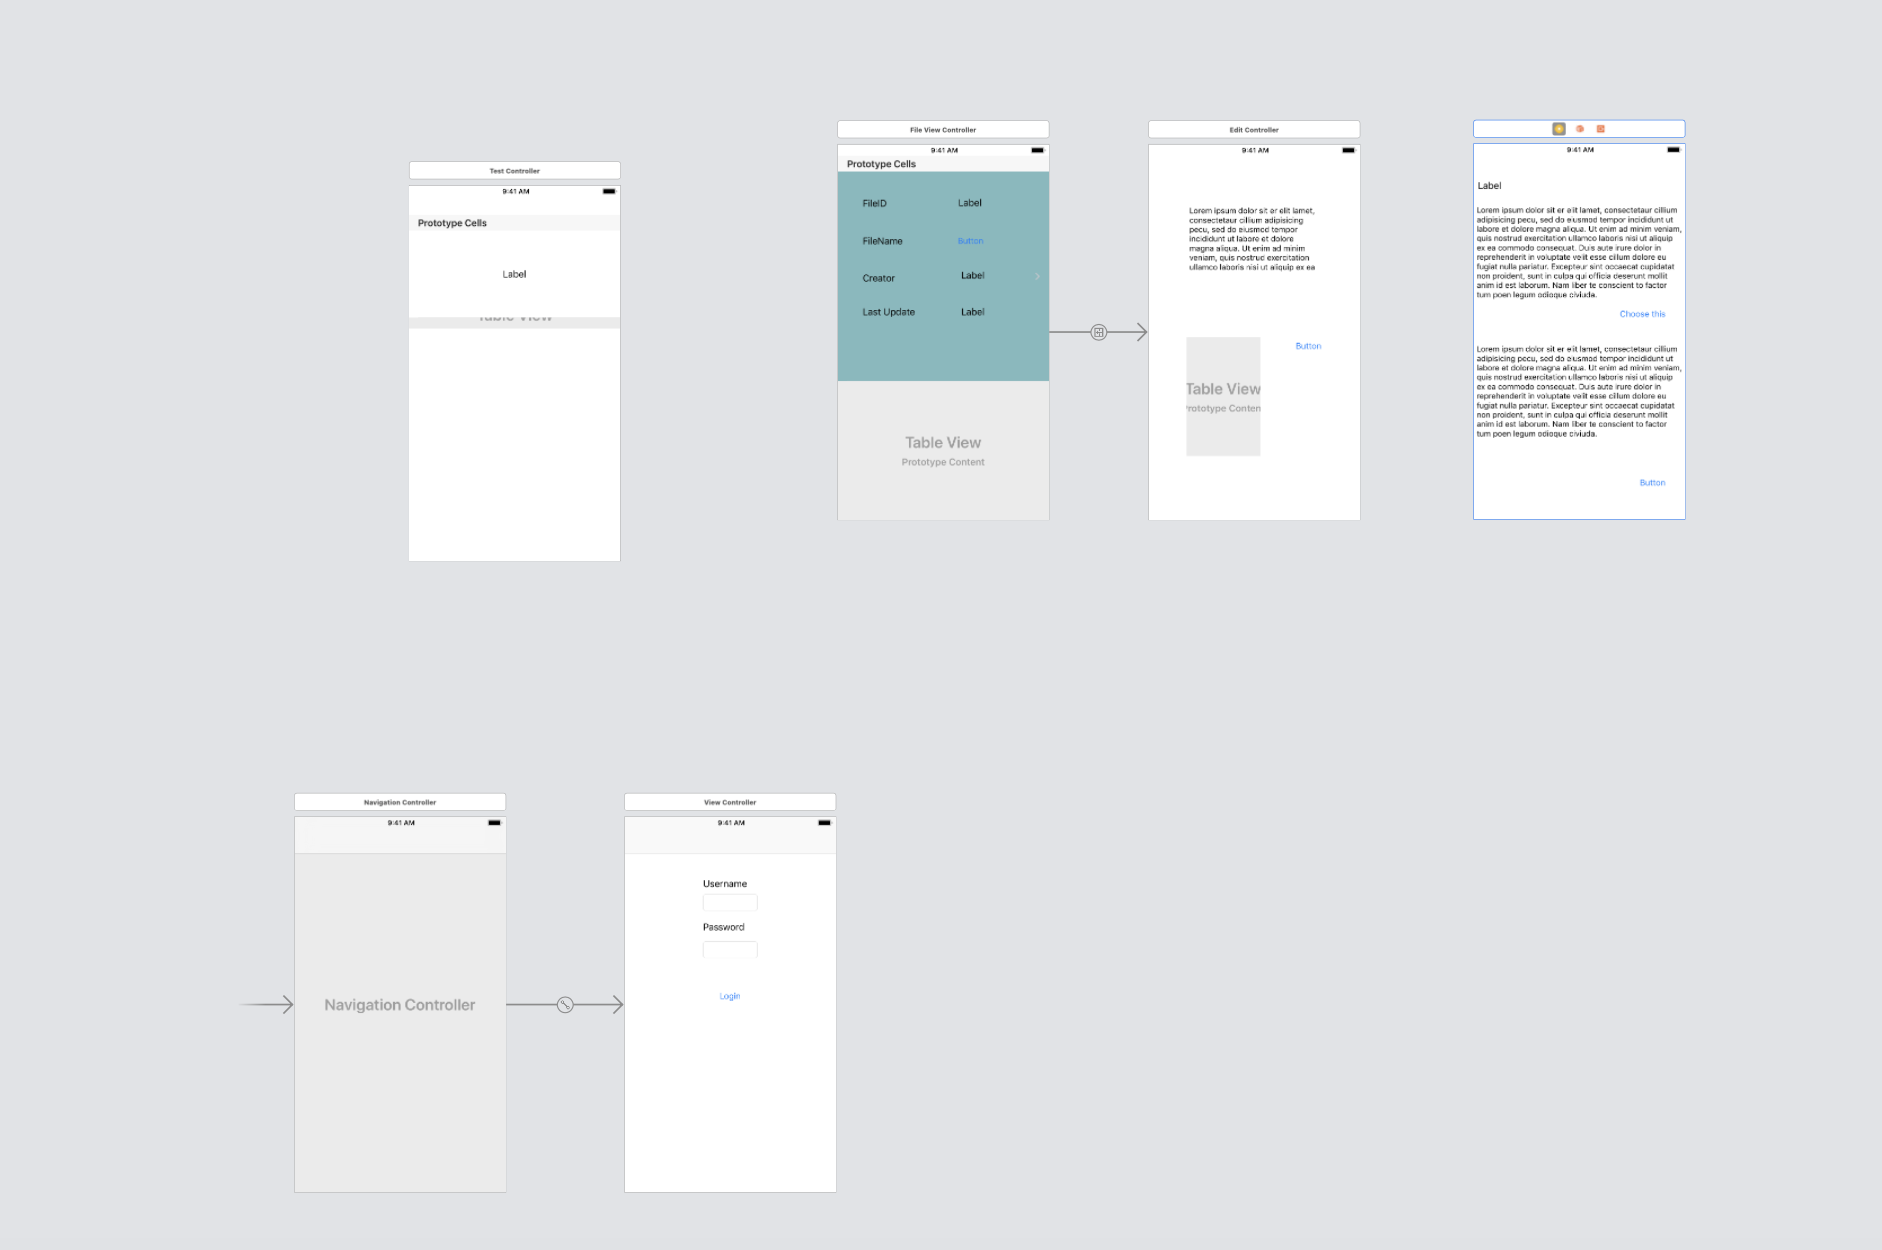 Test Controller
9:41 AM
Prototype Cells
Label
Table View
File View Controller
9:41 AM
Prototype Cells
FileID
Label
FileName
Button
Creator
Label
Last Update
Label
Table View
Prototype Content
Edit Controller
9:41 AM
Lorem ipsum dolor sit er elit lamet,
consectetaur cillium adipisicing
pecu, sed do eiusmod tempor
incididunt ut labore et dolore
magna aliqua. Ut enim ad minim
veniam, quis nostrud exercitation
ullamco laboris nisi ut aliquip ex ea
Button
Table View
Prototype Conten
9:41 AM
Label
Lorem ipsum dolor sit er elit lamet, consectetaur cillium
adipisicing pecu, sed do eiusmod tempor incididunt ut
labore et dolore magna aliqua. Ut enim ad minim veniam,
quis nostrud exercitation ullamco laboris nisi ut aliquip
ex ea commodo consequat. Duis aute irure dolor in
reprehenderit in voluptate velit esse cillum dolore eu
fugiat nulla pariatur. Excepteur sint occaecat cupidatat
non proident, sunt in culpa qui officia deserunt mollit
anim id est laborum. Nam liber te conscient to factor
tum poen legum odioque civiuda.
Choose this
Lorem ipsum dolor sit er elit lamet, consectetaur cillium
adipisicing pecu, sed do eiusmod tempor incididunt ut
labore et dolore magna aliqua. Ut enim ad minim veniam,
quis nostrud exercitation ullamco laboris nisi ut aliquip
ex ea commodo consequat. Duis aute irure dolor in
reprehenderit in voluptate velit esse cillum dolore eu
fugiat nulla pariatur. Excepteur sint occaecat cupidatat
non proident, sunt in culpa qui officia deserunt mollit
anim id est laborum. Nam liber te conscient to factor
tum poen legum odioque civiuda.
Button
Navigation Controller
9:41 AM
Navigation Controller
View Controller
9:41 AM
Username
Password
Login